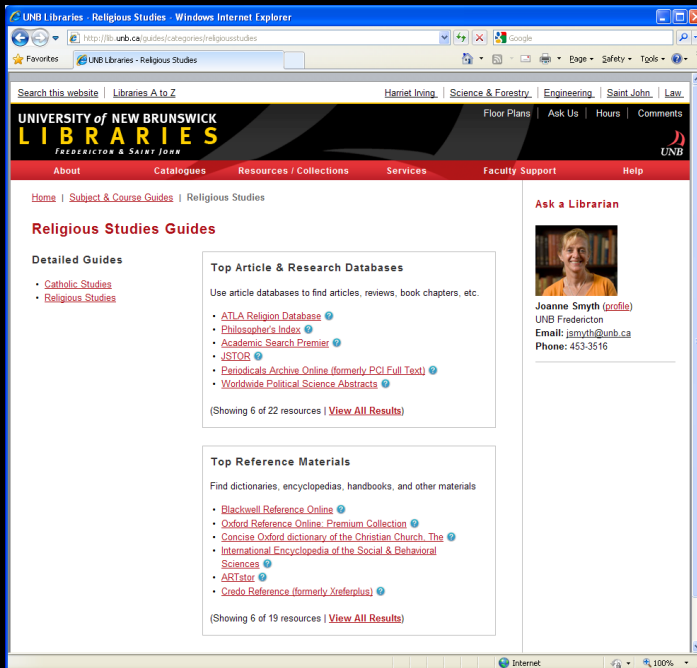 UNB Libraries - Religious Studies - Windows Internet Explorer
http://lib.unb.ca/guides/categories/religiousstudies
Google
Favorites
UNB Libraries - Religious Studies
Page
Safety
Tools
Search this website | Libraries A to Z
Harriet Irving | Science & Forestry | Engineering | Saint John | Law
UNIVERSITY of NEW BRUNSWICK
LIBRARIES
FREDERICTON & SAINT JOHN
Floor Plans | Ask Us | Hours | Comments
UNB
About Catalogues Resources / Collections Services Faculty Support Help
Home | Subject & Course Guides | Religious Studies
Religious Studies Guides
Detailed Guides
• Catholic Studies
• Religious Studies
Top Article & Research Databases
Use article databases to find articles, reviews, book chapters, etc.
• ATLA Religion Database ?
• Philosopher's Index ?
• Academic Search Premier ?
• JSTOR ?
• Periodicals Archive Online (formerly PCI Full Text) ?
• Worldwide Political Science Abstracts ?
(Showing 6 of 22 resources | View All Results)
Top Reference Materials
Find dictionaries, encyclopedias, handbooks, and other materials
• Blackwell Reference Online ?
• Oxford Reference Online: Premium Collection ?
• Concise Oxford dictionary of the Christian Church, The ?
• International Encyclopedia of the Social & Behavioral
Sciences ?
• ARTstor ?
• Credo Reference (formerly Xreferplus) ?
(Showing 6 of 19 resources | View All Results)
Ask a Librarian
Joanne Smyth (profile)
UNB Fredericton
Email: jsmyth@unb.ca
Phone: 453-3516
Internet
100%